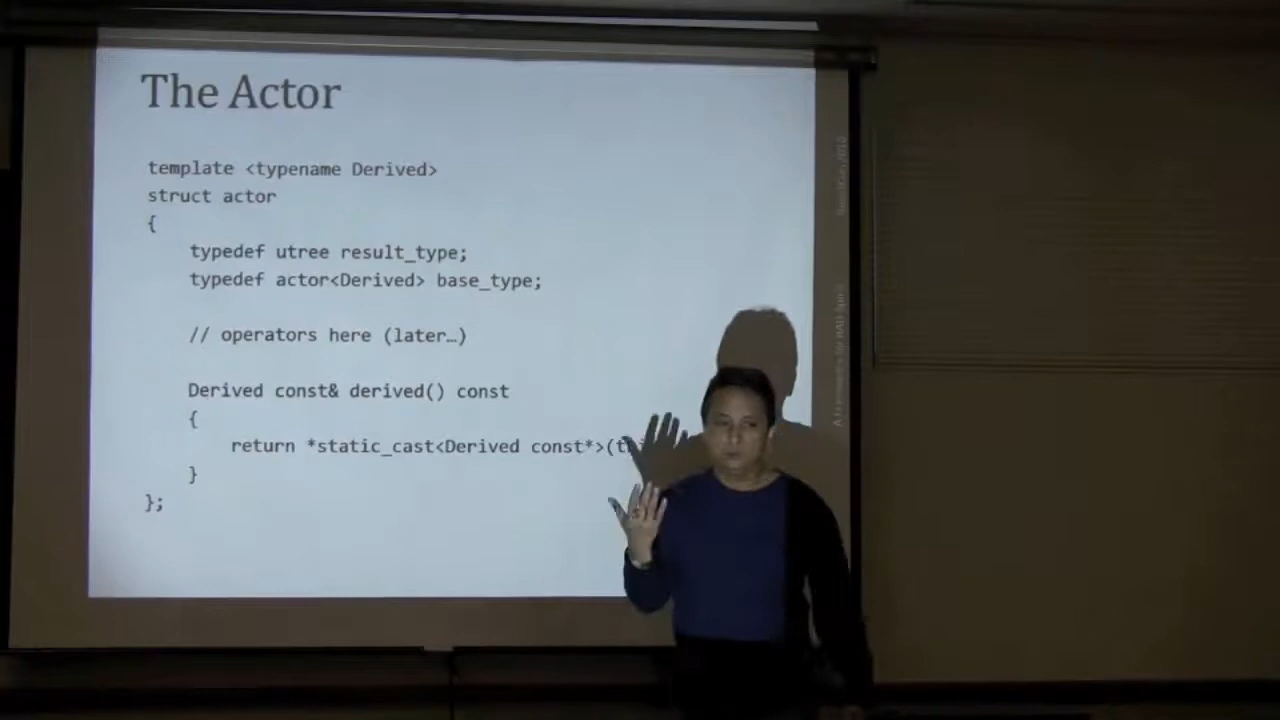 The Actor
template <typename Derived>
struct actor
{
typedef utree result_type;
typedef actor<Derived> base_type;
// operators here (later…)
Derived const& derived() const
{
return *static_cast<Derived const*>(
}
};